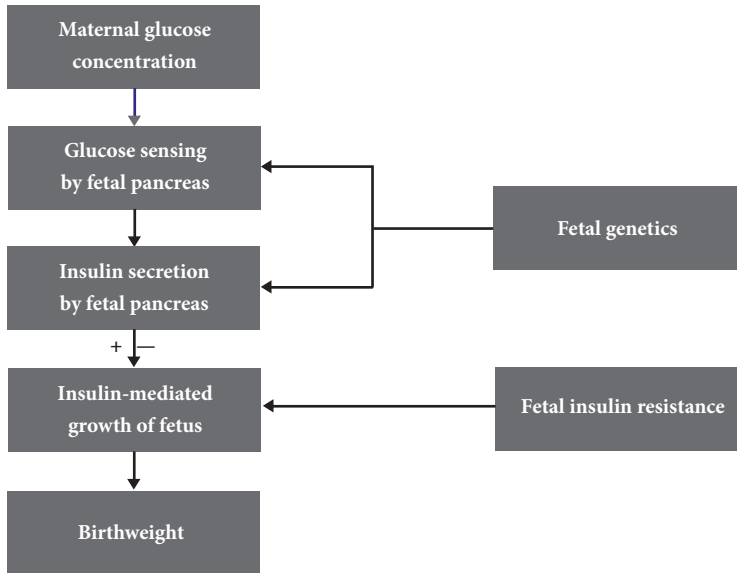 Maternal glucose
concentration
Glucose sensing
by fetal pancreas
Fetal genetics
Insulin secretion
by fetal pancreas
+ —
Insulin-mediated
growth of fetus
Fetal insulin resistance
Birthweight